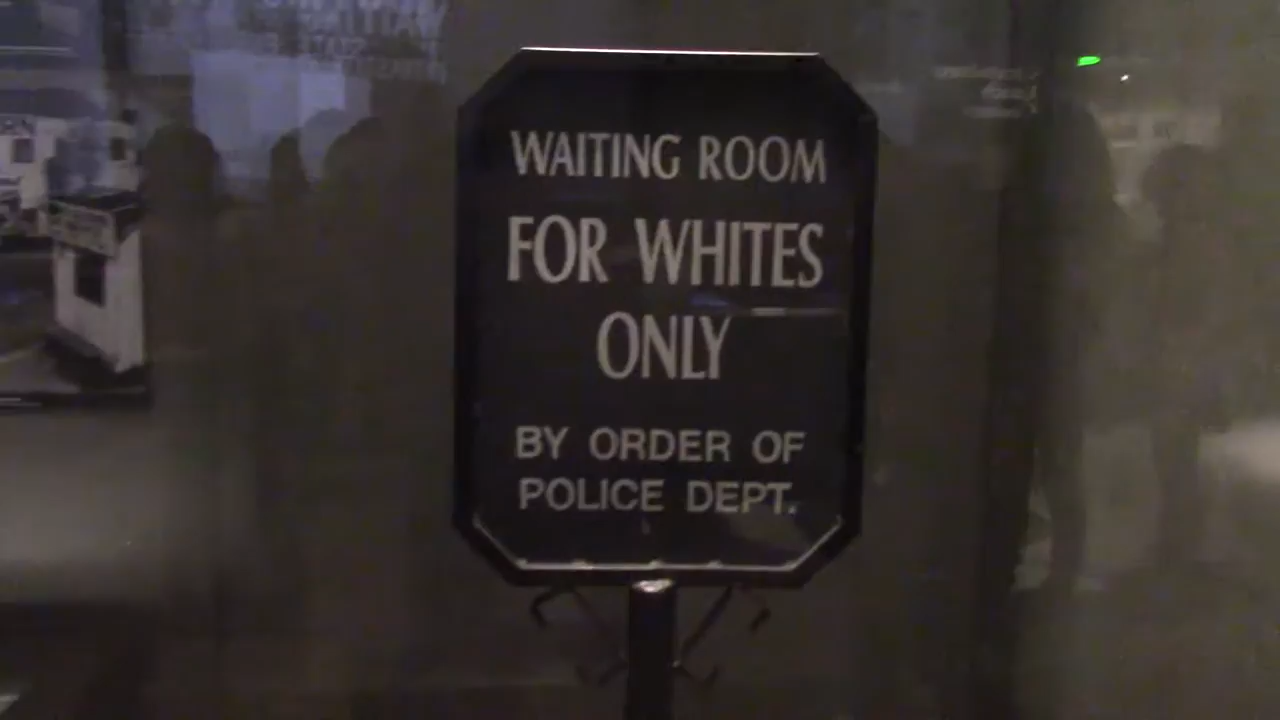 WAITING ROOM
FOR WHITES
ONLY
BY ORDER OF
POLICE DEPT.